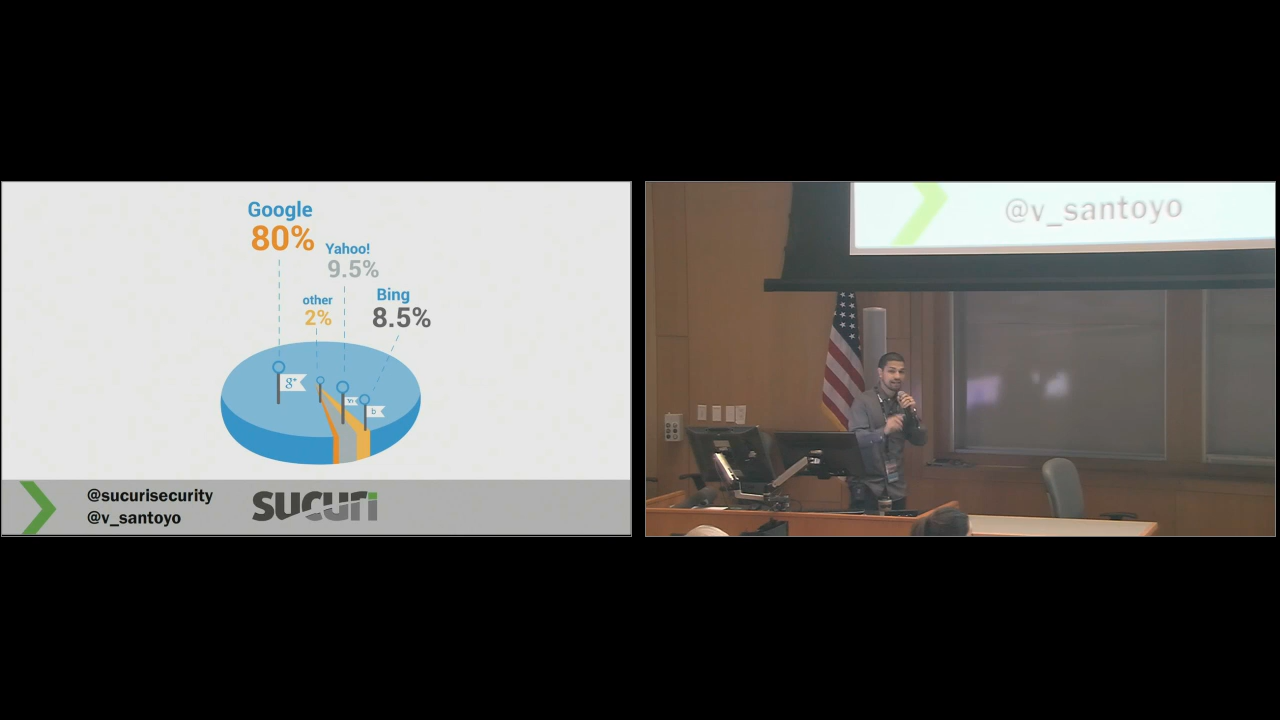 Google
80%
Yahoo!
9.5%
other
2%
Bing
8.5%
g+
b
@sucurisecurity
@v_santoyo
sucuri
@v_santoyo